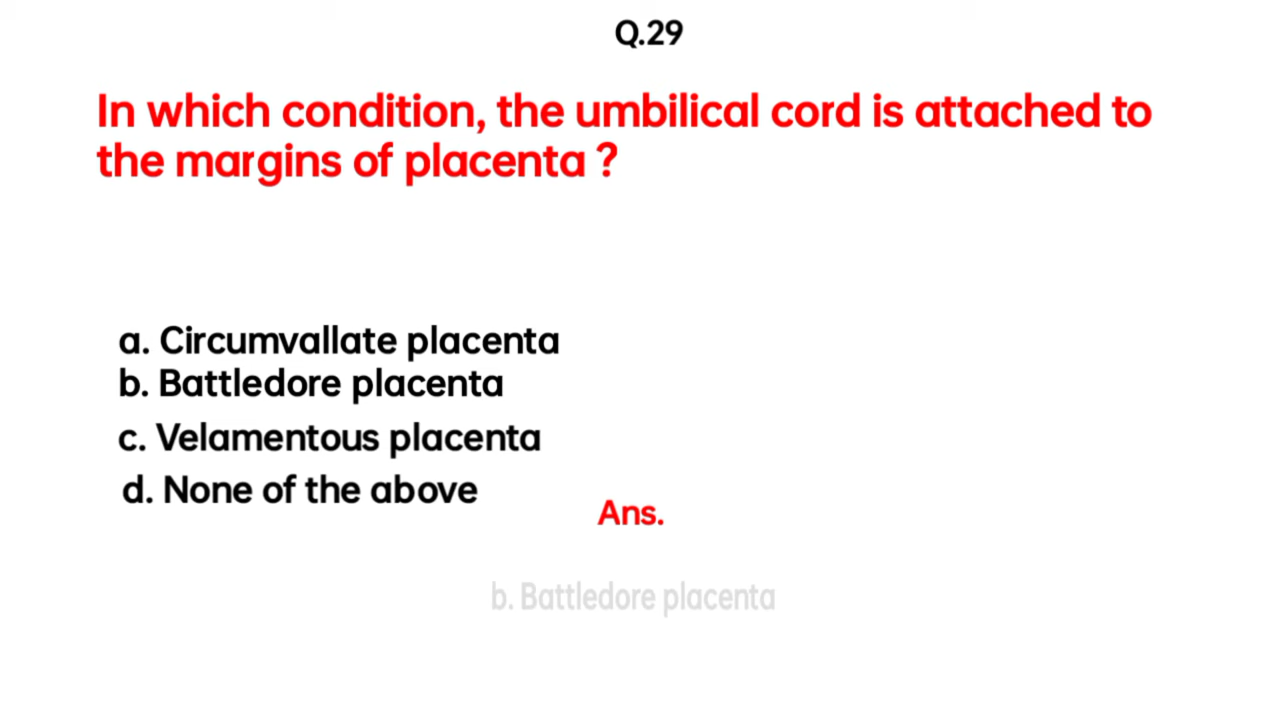 Q.29
In which condition, the umbilical cord is attached to
the margins of placenta ?
a. Circumvallate placenta
b. Battledore placenta
c. Velamentous placenta
d. None of the above
Ans.
b. Battledore placenta